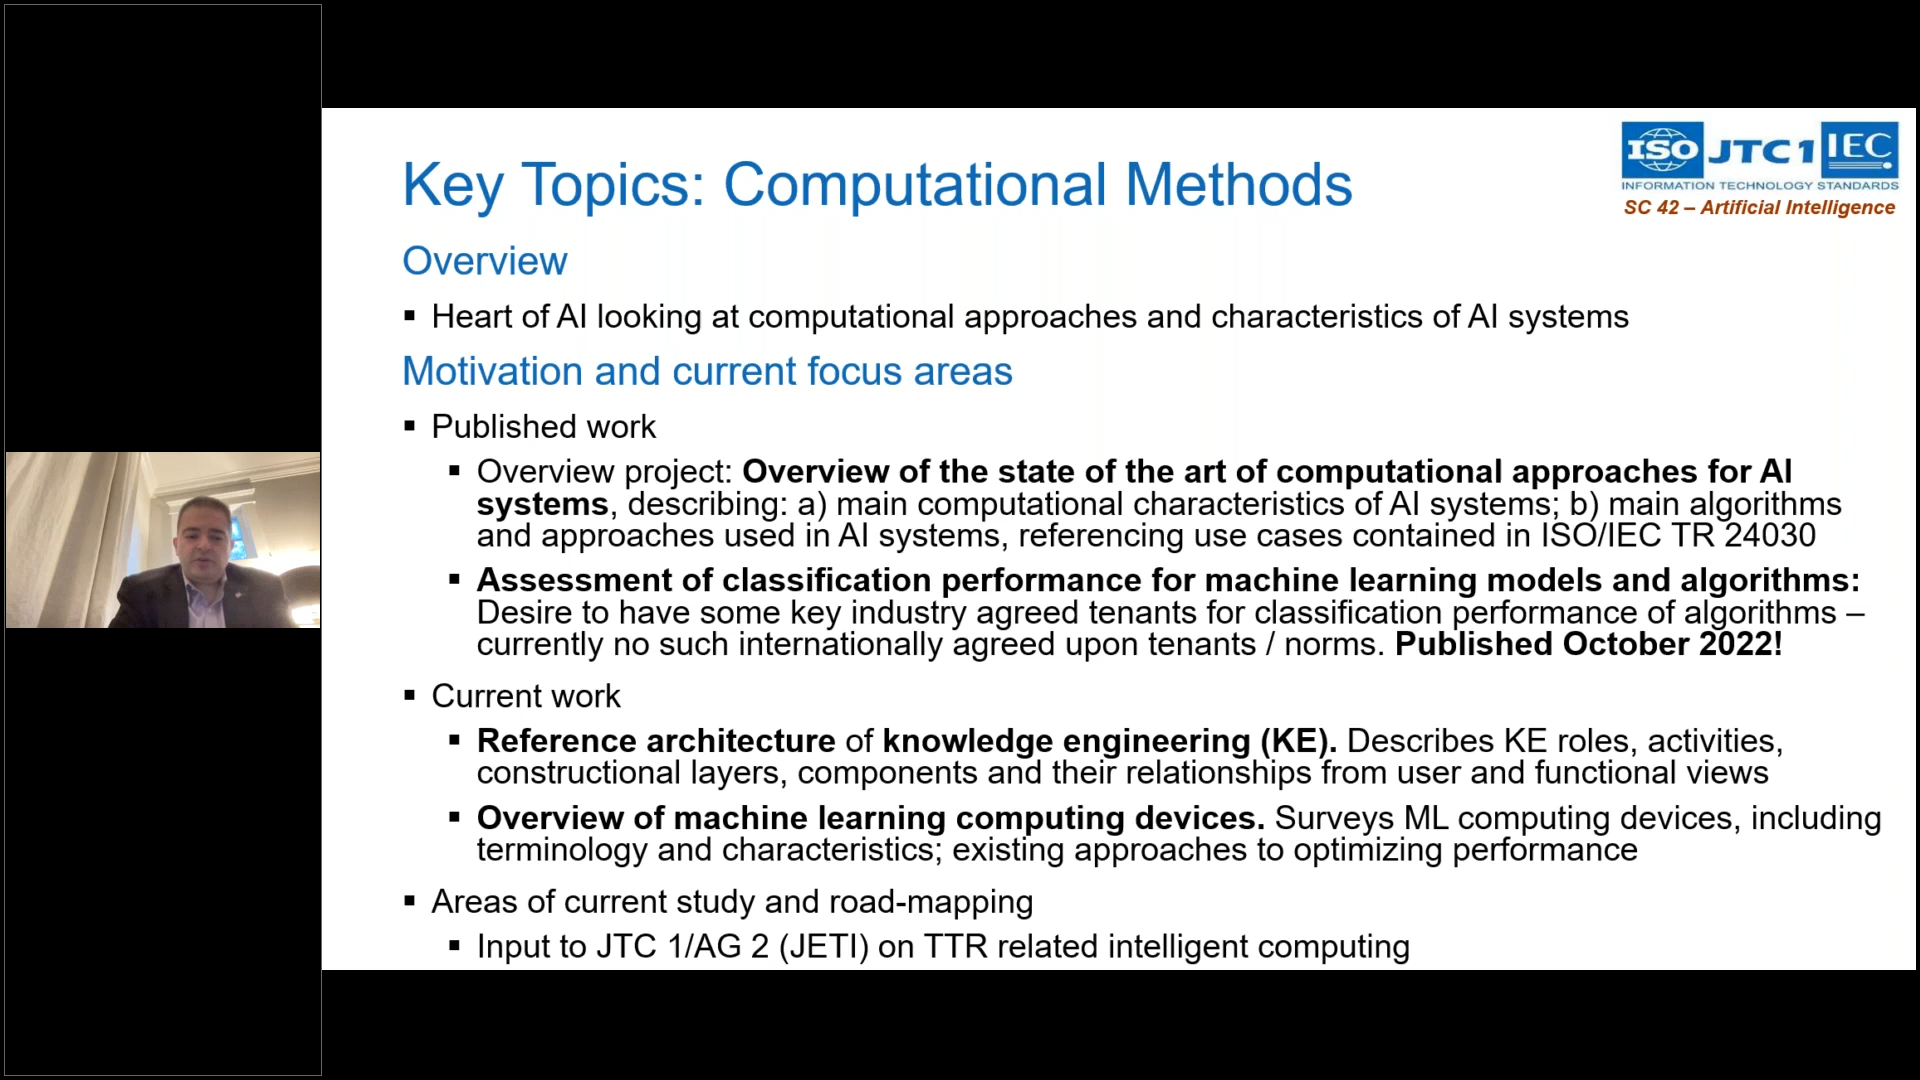 Key Topics: Computational Methods
ISO JTC 1 IEC
INFORMATION TECHNOLOGY STANDARDS
SC 42 – Artificial Intelligence
Overview
▪ Heart of AI looking at computational approaches and characteristics of AI systems
Motivation and current focus areas
▪ Published work
▪ Overview project: Overview of the state of the art of computational approaches for AI
systems, describing: a) main computational characteristics of AI systems; b) main algorithms
and approaches used in AI systems, referencing use cases contained in ISO/IEC TR 24030
▪ Assessment of classification performance for machine learning models and algorithms:
Desire to have some key industry agreed tenants for classification performance of algorithms –
currently no such internationally agreed upon tenants / norms. Published October 2022!
▪ Current work
▪ Reference architecture of knowledge engineering (KE). Describes KE roles, activities,
constructional layers, components and their relationships from user and functional views
▪ Overview of machine learning computing devices. Surveys ML computing devices, including
terminology and characteristics; existing approaches to optimizing performance
▪ Areas of current study and road-mapping
▪ Input to JTC 1/AG 2 (JETI) on TTR related intelligent computing